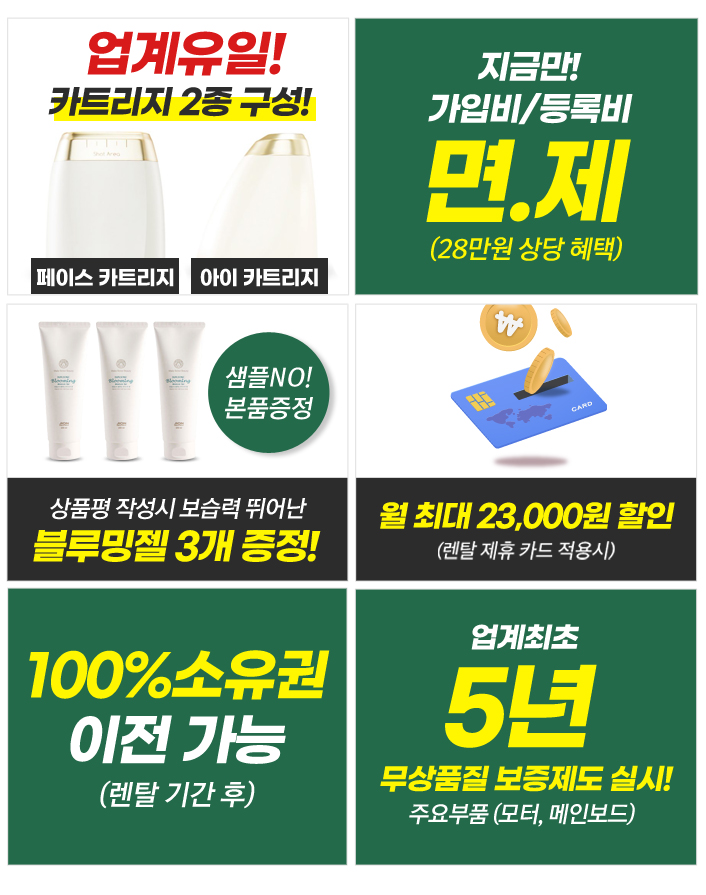 업계유일!
카트리지 2종 구성!
페이스 카트리지
아이 카트리지
지금만!
가입비/등록비
면.제
(28만원 상당 혜택)
Blooming
Blooming
Blooming
샘플NO!
본품증정
상품평 작성시 보습력 뛰어난
블루밍젤 3개 증정!
CARD
월 최대 23,000원 할인
(렌탈 제휴 카드 적용시)
100%소유권
이전 가능
(렌탈 기간 후)
업계최초
5년
무상품질 보증제도 실시!
주요부품 (모터, 메인보드)